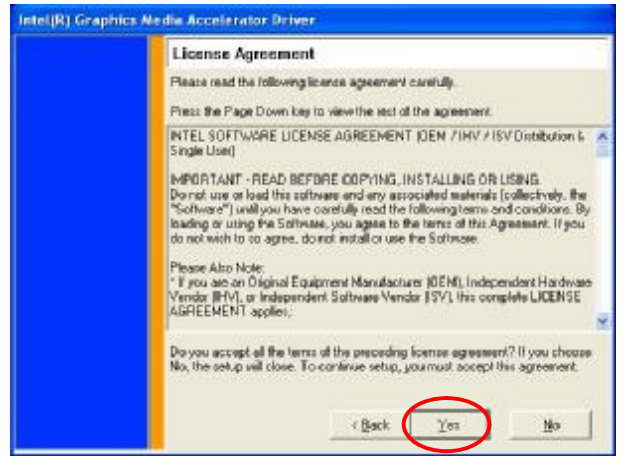 Intel(R) Graphics Media Accelerator Driver
License Agreement
Please read the following license agreement carefully.
Press the Page Down key to view the rest of the agreement.
INTEL SOFTWARE LICENSE AGREEMENT (OEM / IHV / ISV Distribution &
Single User)
IMPORTANT - READ BEFORE COPYING, INSTALLING OR USING.
Do not use or load this software and any associated materials (collectively, the
"Software") until you have carefully read the following terms and conditions. By
loading or using the Software, you agree to the terms of this Agreement. If you
do not wish to so agree, do not install or use the Software.
Please Also Note:
* If you are an Original Equipment Manufacturer (OEM), Independent Hardware
Vendor (IHV), or Independent Software Vendor (ISV), this complete LICENSE
AGREEMENT applies;
Do you accept all the terms of the preceding license agreement? If you choose
No, the setup will close. To continue setup, you must accept this agreement.
< Back
Yes
No